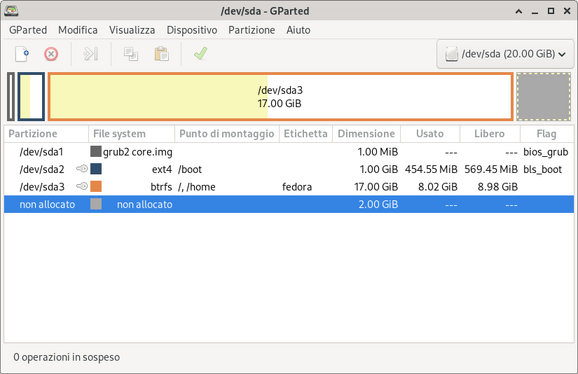 /dev/sda - GParted
GParted Modifica Visualizza Dispositivo Partizione Aiuto
/dev/sda (20.00 GiB)
/dev/sda3
17.00 GiB
Partizione File system Punto di montaggio Etichetta Dimensione Usato Libero Flag
/dev/sda1 grub2 core.img 1.00 MiB --- --- bios_grub
/dev/sda2 ext4 /boot 1.00 GiB 454.55 MiB 569.45 MiB bls_boot
/dev/sda3 btrfs /, /home fedora 17.00 GiB 8.02 GiB 8.98 GiB
non allocato non allocato 2.00 GiB --- ---
0 operazioni in sospeso